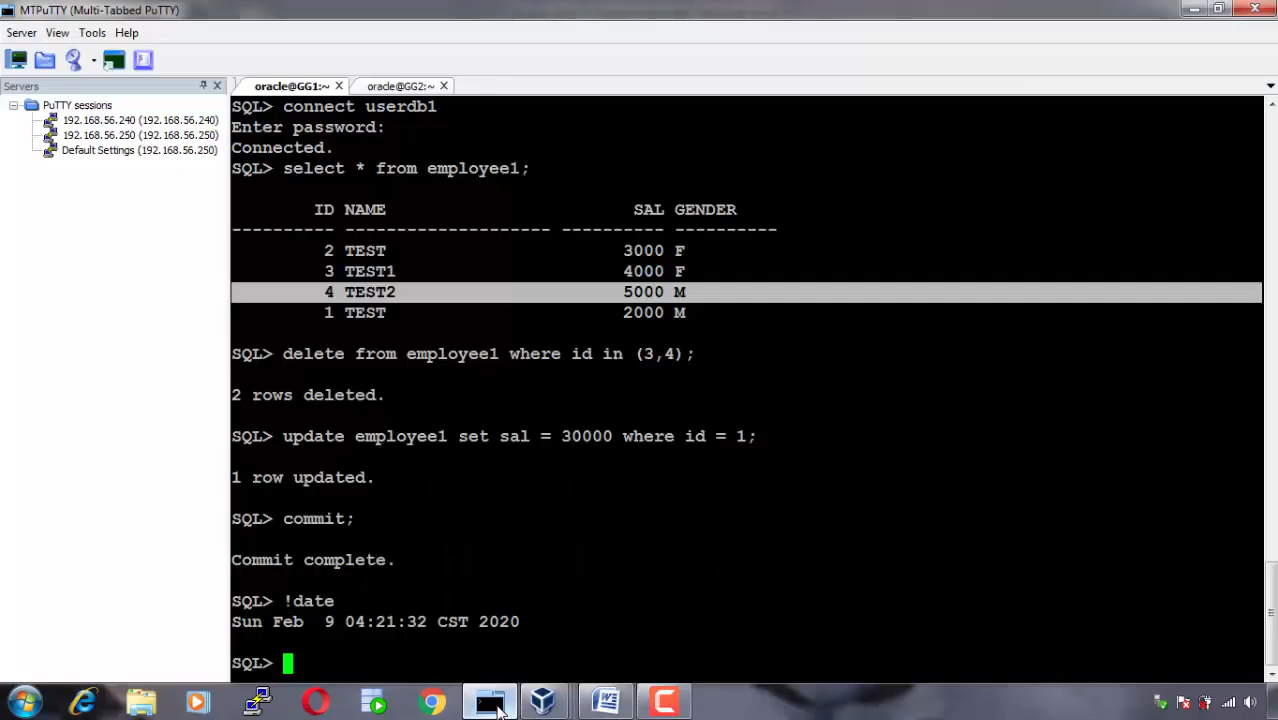 MTPuTTY (Multi-Tabbed PuTTY)
Server View Tools Help
Servers
PuTTY sessions
192.168.56.240 (192.168.56.240)
192.168.56.250 (192.168.56.250)
Default Settings (192.168.56.250)
oracle@GG1:~ oracle@GG2:~
SQL> connect userdb1
Enter password:
Connected.
SQL> select * from employee1;
ID NAME SAL GENDER
---------- -------------------- ---------- ----------
2 TEST 3000 F
3 TEST1 4000 F
4 TEST2 5000 M
1 TEST 2000 M
SQL> delete from employee1 where id in (3,4);
2 rows deleted.
SQL> update employee1 set sal = 30000 where id = 1;
1 row updated.
SQL> commit;
Commit complete.
SQL> !date
Sun Feb  9 04:21:32 CST 2020
SQL>